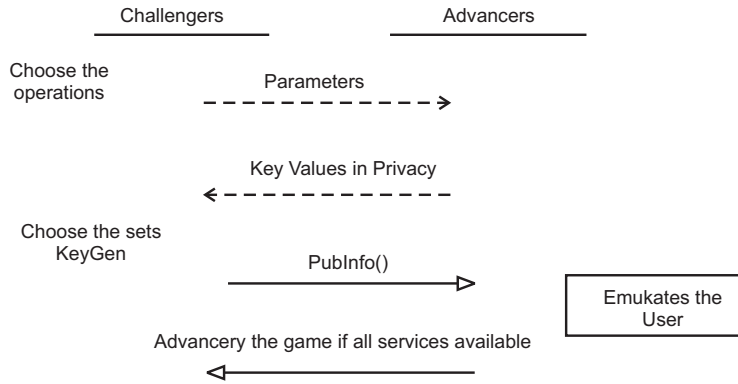 Challengers
Advancers
Choose the
operations
Parameters
Key Values in Privacy
Choose the sets
KeyGen
PubInfo()
Emukates the
User
Advancery the game if all services available